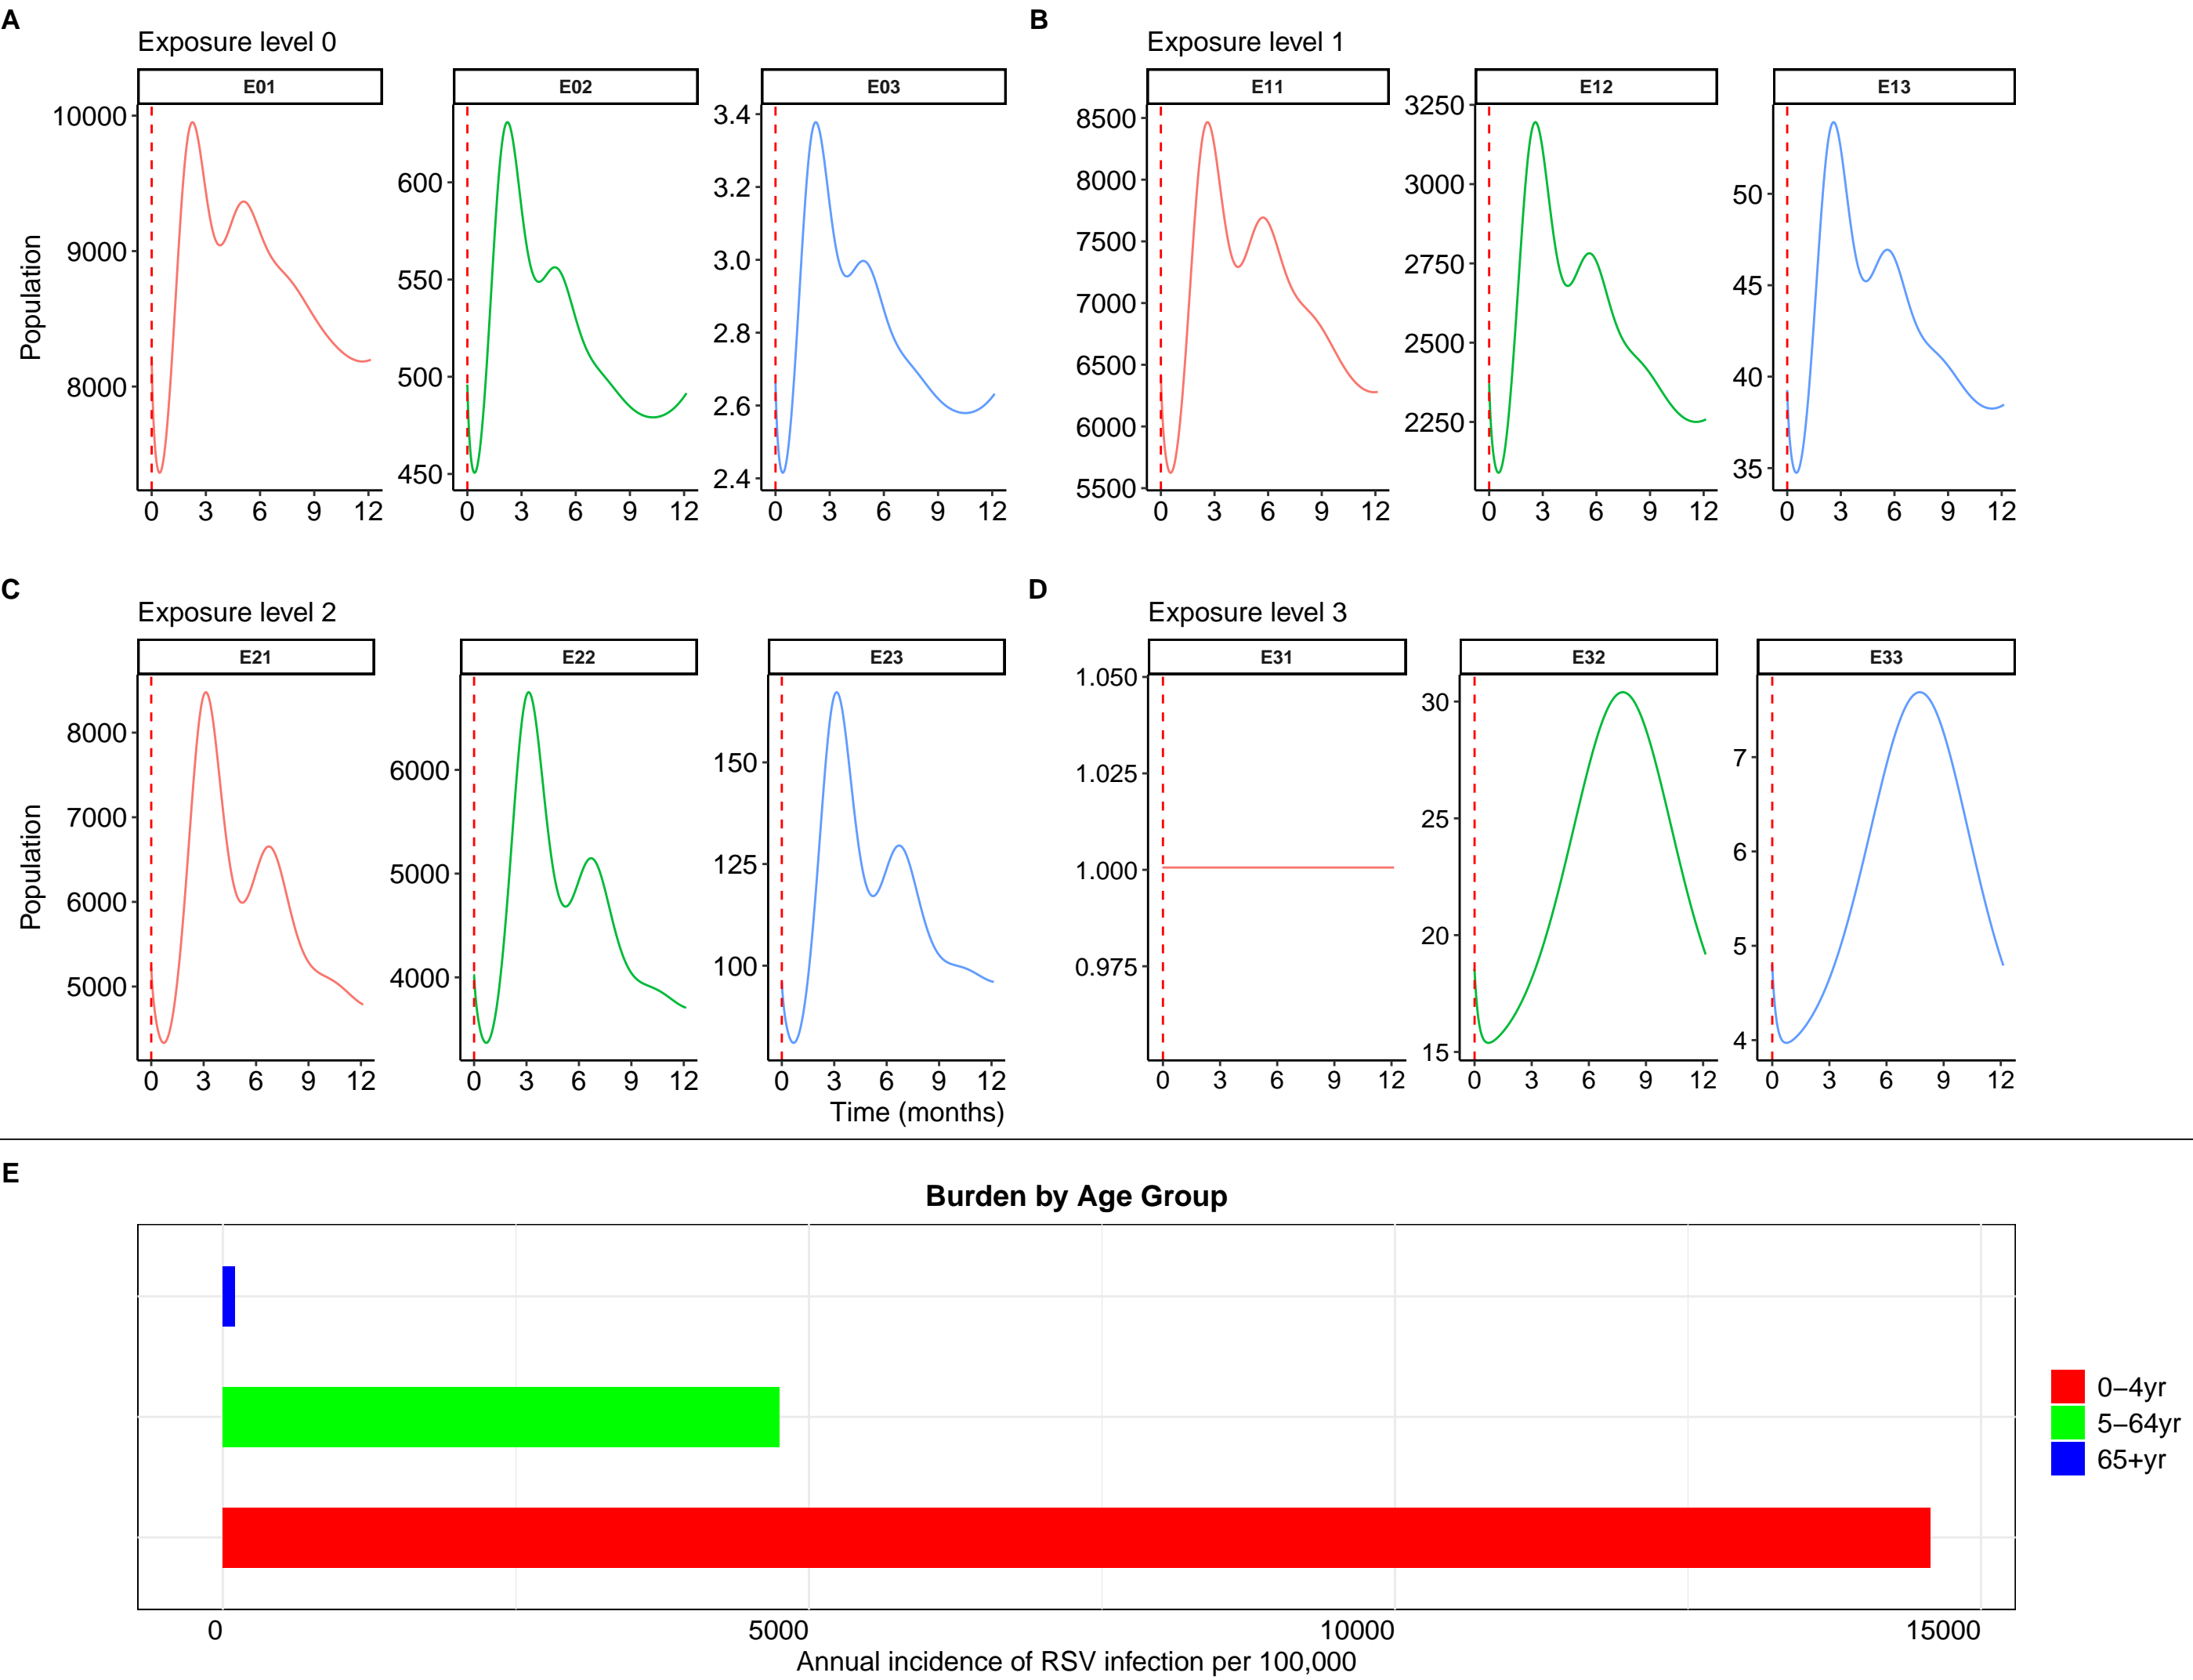 A
Exposure level 0
E01
E02
E03
Population
10000
9000
8000
600
550
500
450
3.4
3.2
3.0
2.8
2.6
2.4
0 3 6 9 12
0 3 6 9 12
0 3 6 9 12
B
Exposure level 1
E11
E12
E13
8500
8000
7500
7000
6500
6000
5500
3250
3000
2750
2500
2250
50
45
40
35
0 3 6 9 12
0 3 6 9 12
0 3 6 9 12
C
Exposure level 2
E21
E22
E23
Population
8000
7000
6000
5000
6000
5000
4000
150
125
100
0 3 6 9 12
0 3 6 9 12
0 3 6 9 12
Time (months)
D
Exposure level 3
E31
E32
E33
1.050
1.025
1.000
0.975
30
25
20
15
7
6
5
4
0 3 6 9 12
0 3 6 9 12
0 3 6 9 12
E
Burden by Age Group
0−4yr
5−64yr
65+yr
0 5000 10000 15000
Annual incidence of RSV infection per 100,000